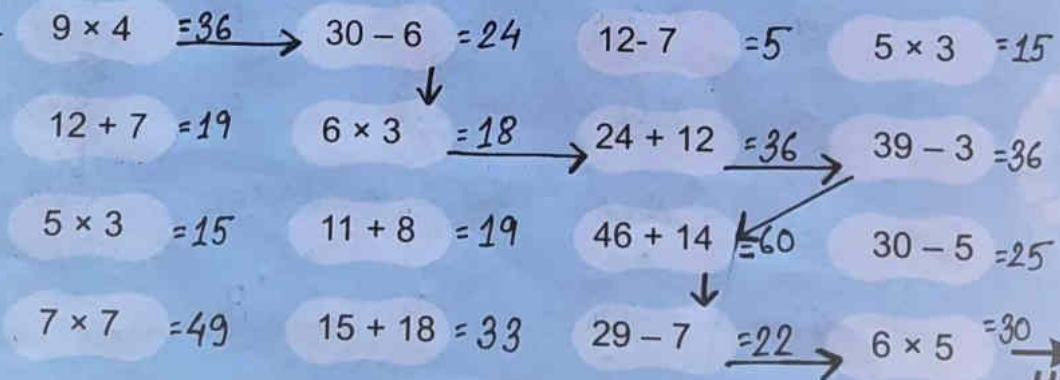 9 × 4 =36 30 – 6 =24 12- 7 =5 5 × 3 =15
12 + 7 =19 6 × 3 =18 24 + 12 =36 39 – 3 =36
5 × 3 =15 11 + 8 =19 46 + 14 =60 30 – 5 =25
7 × 7 =49 15 + 18 =33 29 – 7 =22 6 × 5 =30